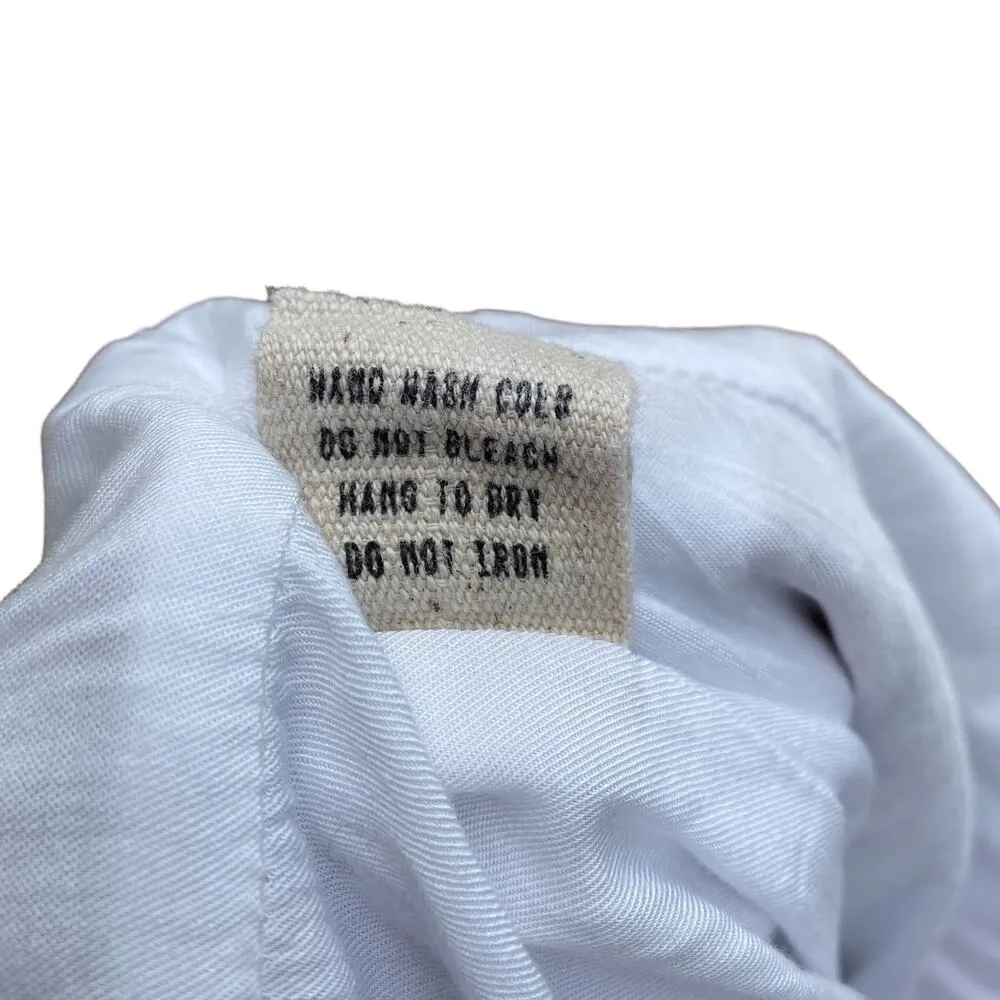 HAND WASH COLD
DO NOT BLEACH
HANG TO DRY
DO NOT IRON